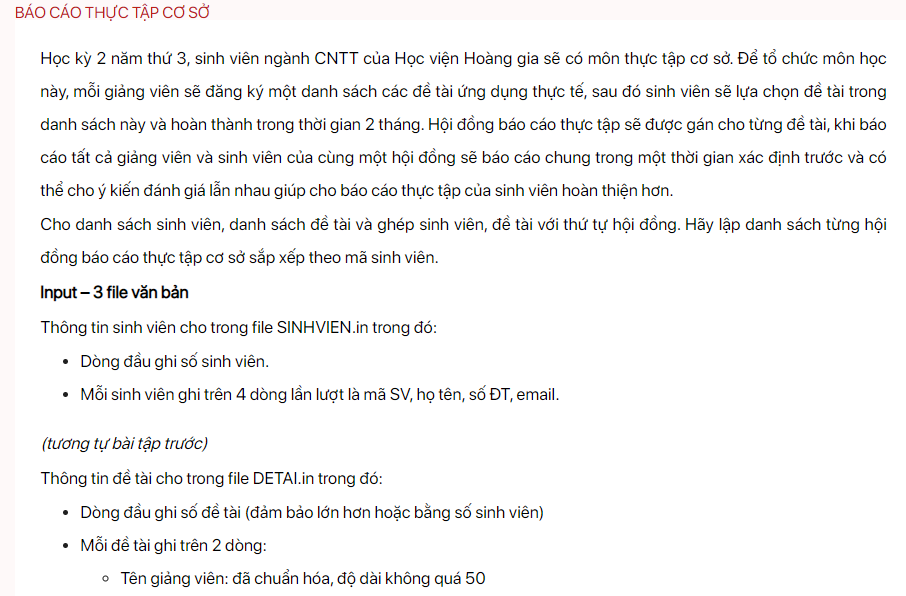 BÁO CÁO THỰC TẬP CƠ SỞ
Học kỳ 2 năm thứ 3, sinh viên ngành CNTT của Học viện Hoàng gia sẽ có môn thực tập cơ sở. Để tổ chức môn học
này, mỗi giảng viên sẽ đăng ký một danh sách các đề tài ứng dụng thực tế, sau đó sinh viên sẽ lựa chọn đề tài trong
danh sách này và hoàn thành trong thời gian 2 tháng. Hội đồng báo cáo thực tập sẽ được gán cho từng đề tài, khi báo
cáo tất cả giảng viên và sinh viên của cùng một hội đồng sẽ báo cáo chung trong một thời gian xác định trước và có
thể cho ý kiến đánh giá lẫn nhau giúp cho báo cáo thực tập của sinh viên hoàn thiện hơn.
Cho danh sách sinh viên, danh sách đề tài và ghép sinh viên, đề tài với thứ tự hội đồng. Hãy lập danh sách từng hội
đồng báo cáo thực tập cơ sở sắp xếp theo mã sinh viên.
Input – 3 file văn bản
Thông tin sinh viên cho trong file SINHVIEN.in trong đó:
• Dòng đầu ghi số sinh viên.
• Mỗi sinh viên ghi trên 4 dòng lần lượt là mã SV, họ tên, số ĐT, email.
(tương tự bài tập trước)
Thông tin đề tài cho trong file DETAI.in trong đó:
• Dòng đầu ghi số đề tài (đảm bảo lớn hơn hoặc bằng số sinh viên)
• Mỗi đề tài ghi trên 2 dòng:
◦ Tên giảng viên: đã chuẩn hóa, độ dài không quá 50